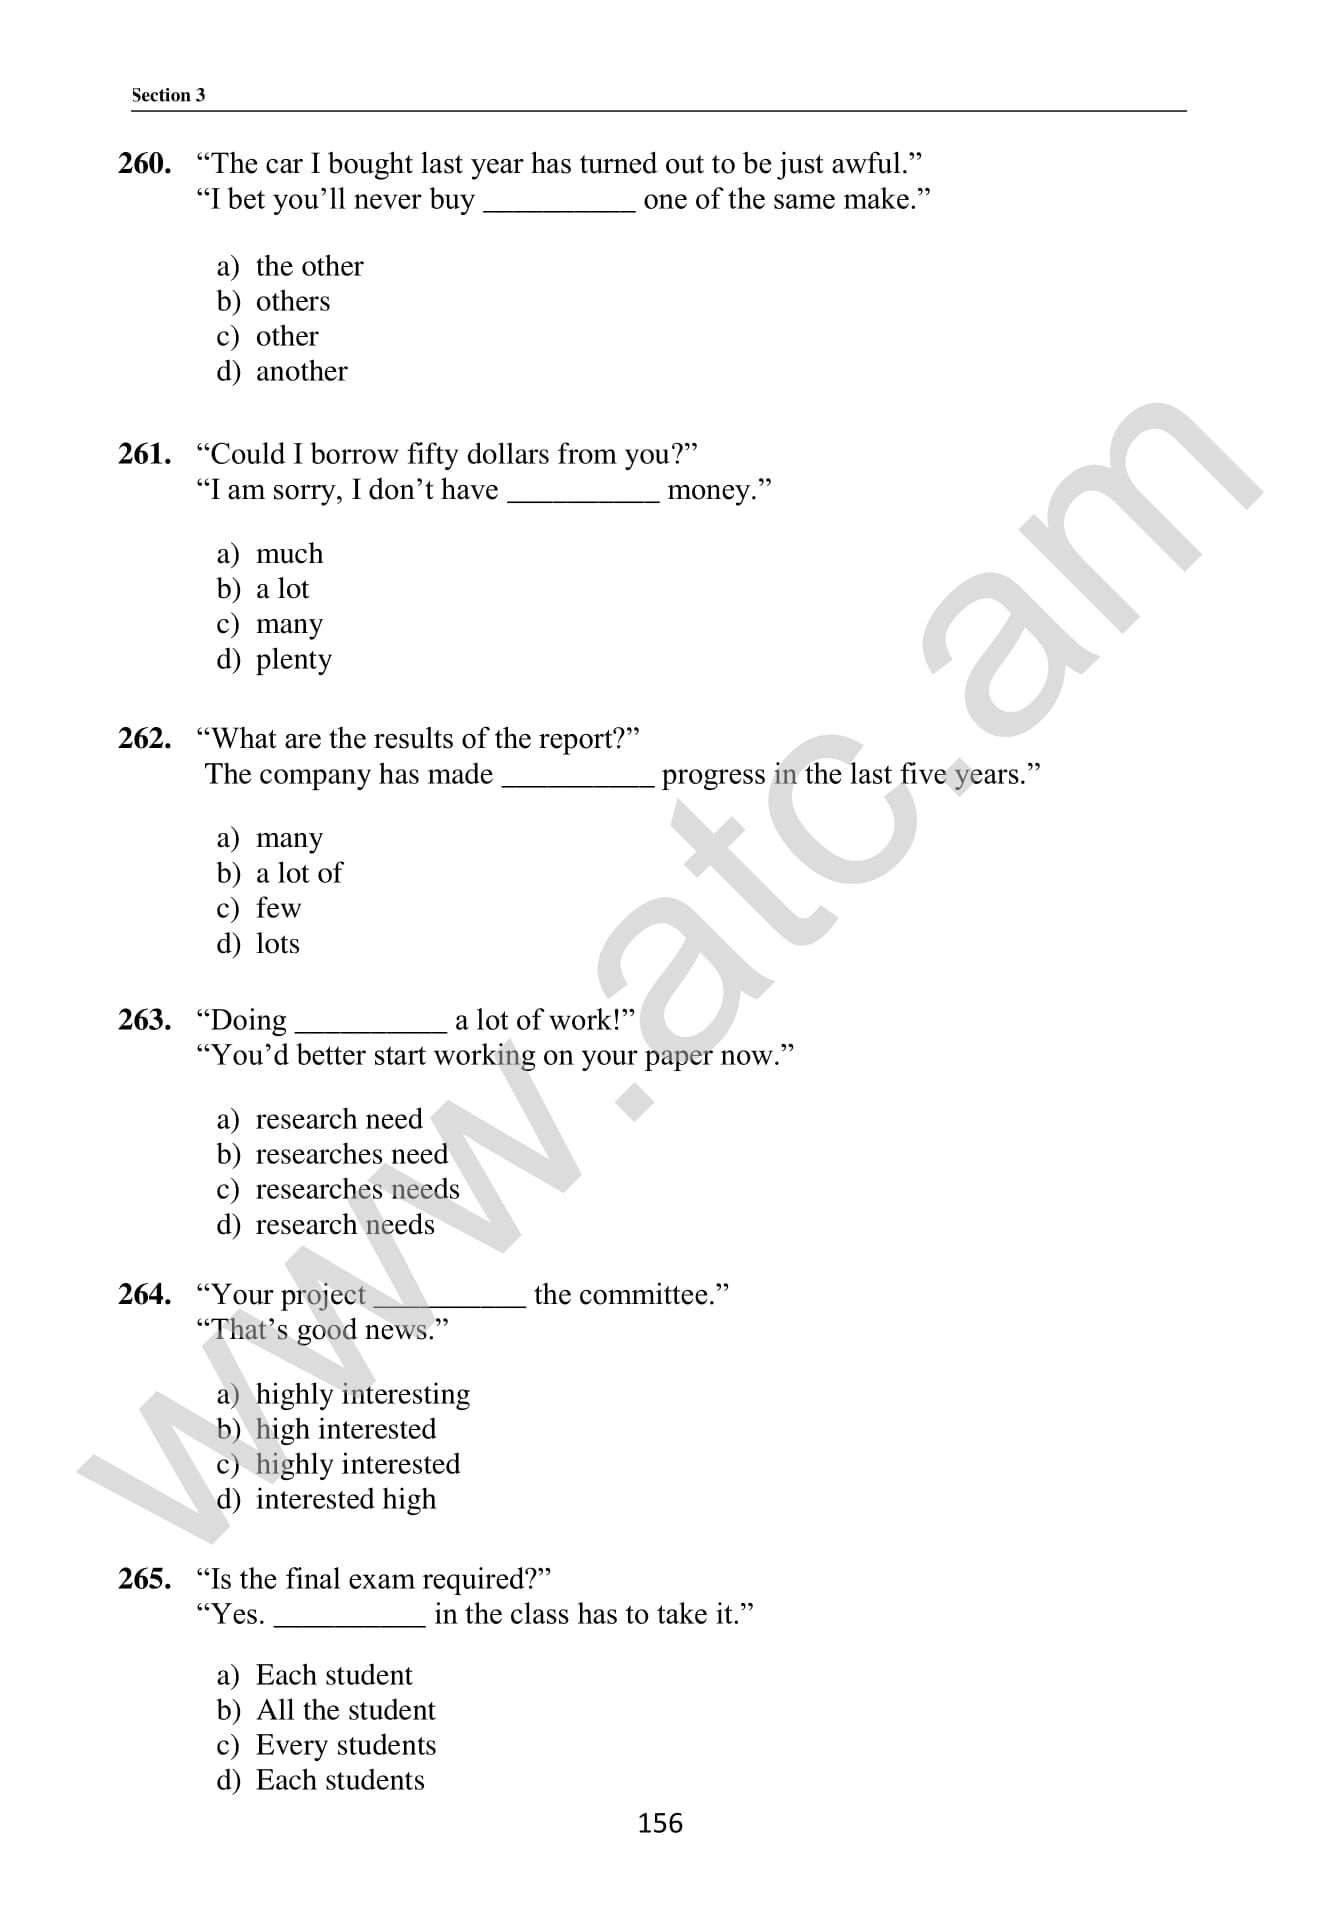 Section 3
260. “The car I bought last year has turned out to be just awful.”
“I bet you’ll never buy __________ one of the same make.”
a) the other
b) others
c) other
d) another
261. “Could I borrow fifty dollars from you?”
“I am sorry, I don’t have __________ money.”
a) much
b) a lot
c) many
d) plenty
262. “What are the results of the report?”
The company has made __________ progress in the last five years.”
a) many
b) a lot of
c) few
d) lots
263. “Doing __________ a lot of work!”
“You’d better start working on your paper now.”
a) research need
b) researches need
c) researches needs
d) research needs
264. “Your project __________ the committee.”
“That’s good news.”
a) highly interesting
b) high interested
c) highly interested
d) interested high
265. “Is the final exam required?”
“Yes. __________ in the class has to take it.”
a) Each student
b) All the student
c) Every students
d) Each students
156
www.atc.am